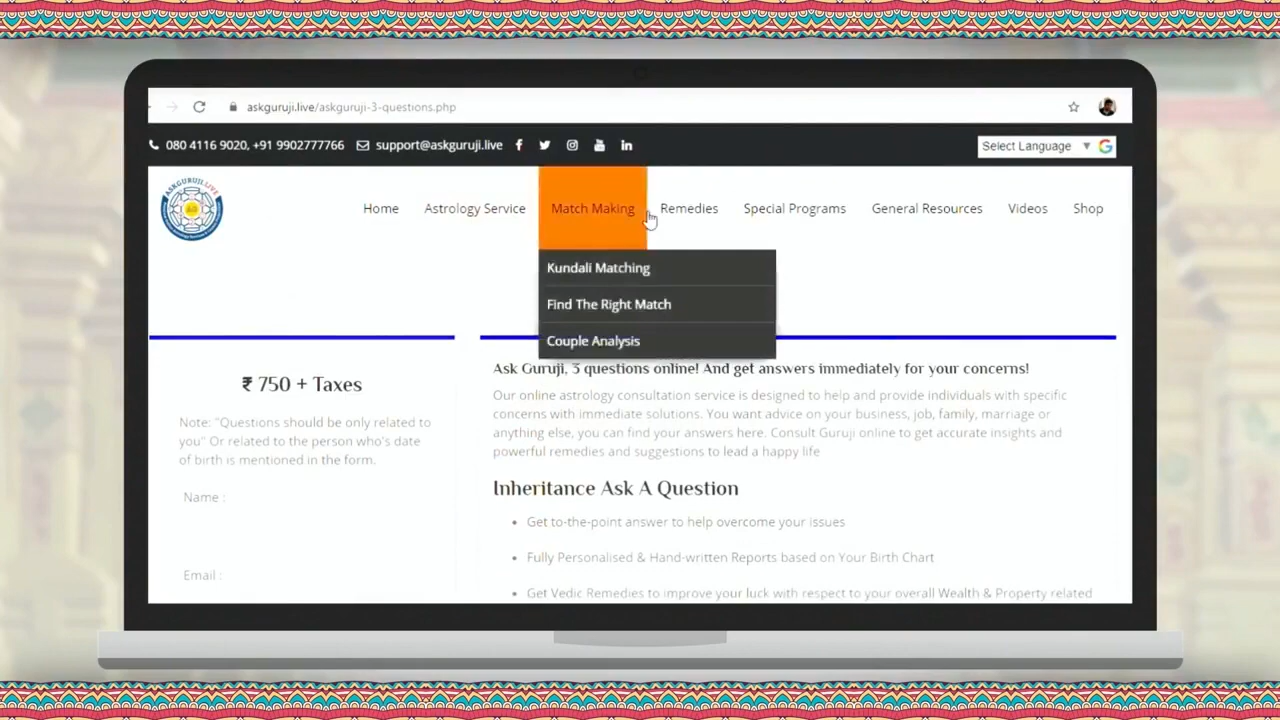 askguruji.live/askguruji-3-questions.php
080 4116 9020, +91 9902777766 support@askguruji.live
Select Language
ASKGURUJI.LIVE
Home Astrology Service Match Making Remedies Special Programs General Resources Videos Shop
Kundali Matching
Find The Right Match
Couple Analysis
₹ 750 + Taxes
Note: "Questions should be only related to
you" Or related to the person who's date
of birth is mentioned in the form.
Name :
Email :
Ask Guruji, 3 questions online! And get answers immediately for your concerns!
Our online astrology consultation service is designed to help and provide individuals with specific
concerns with immediate solutions. You want advice on your business, job, family, marriage or
anything else, you can find your answers here. Consult Guruji online to get accurate insights and
powerful remedies and suggestions to lead a happy life
Inheritance Ask A Question
Get to-the-point answer to help overcome your issues
Fully Personalised & Hand-written Reports based on Your Birth Chart
Get Vedic Remedies to improve your luck with respect to your overall Wealth & Property related